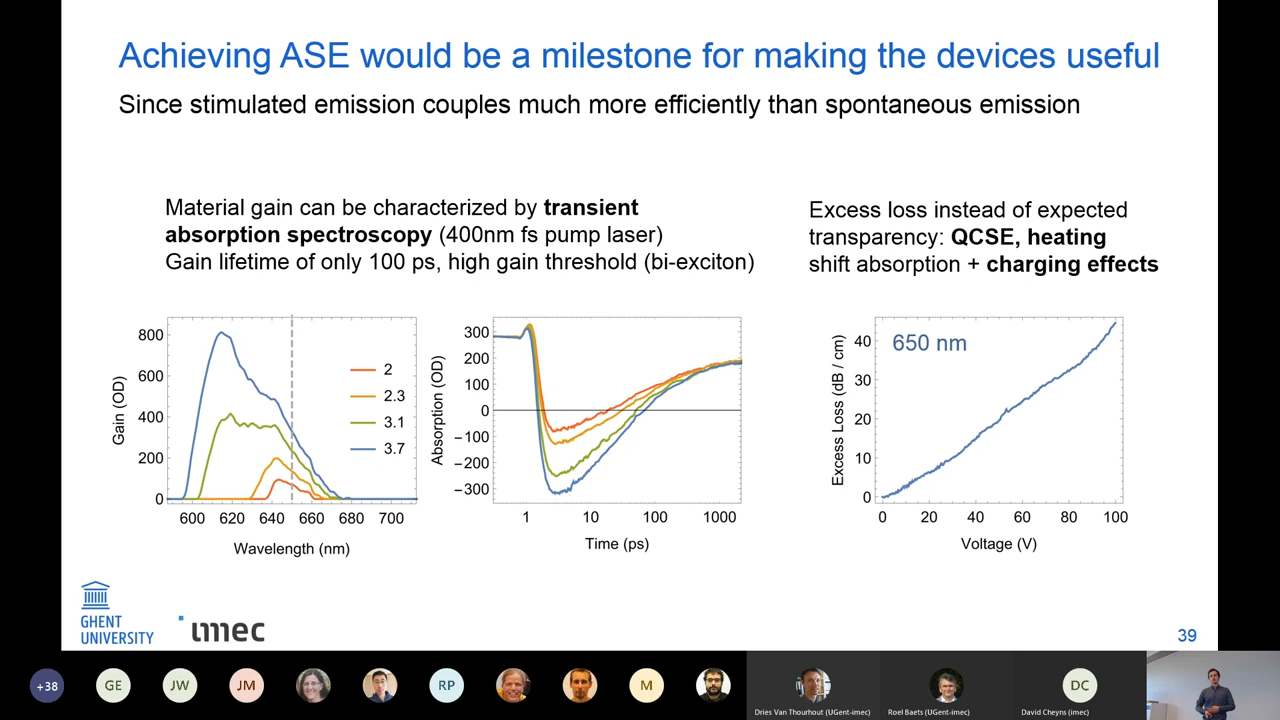 Achieving ASE would be a milestone for making the devices useful
Since stimulated emission couples much more efficiently than spontaneous emission
Material gain can be characterized by transient
absorption spectroscopy (400nm fs pump laser)
Gain lifetime of only 100 ps, high gain threshold (bi-exciton)
Excess loss instead of expected
transparency: QCSE, heating
shift absorption + charging effects
Gain (OD)
800
600
400
200
0
2
2.3
3.1
3.7
600 620 640 660 680 700
Wavelength (nm)
Absorption (OD)
300
200
100
0
−100
−200
−300
1 10 100 1000
Time (ps)
Excess Loss (dB / cm)
650 nm
40
30
20
10
0
0 20 40 60 80 100
Voltage (V)
GHENT
UNIVERSITY
imec
39
+38 GE JW JM RP M DC
Dries Van Thourhout (UGent-imec) Roel Baets (UGent-imec) David Cheyns (imec)